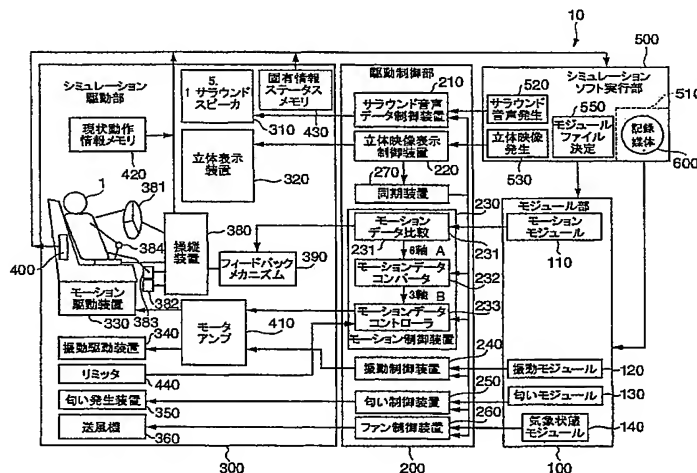 10
500
シミュレーション
ソフト実行部
510
520
サラウンド
音声発生
550
モジュール
ファイル
決定
記録
媒体
600
立体映像発生
530
駆動制御部
210
サラウンド音声
データ制御装置
立体映像表示
制御装置
220
270
同期装置
230
モーション
データ比較
231
231
6軸 A
モーションデータ
コンバータ
232
3軸 B
モーションデータ
コントローラ
233
モーション制御装置
240
振動制御装置
250
匂い制御装置
260
ファン制御装置
200
モジュール部
モーション
モジュール
110
振動モジュール
120
匂いモジュール
130
気象状態
モジュール
140
100
シミュレーション
駆動部
5.
1 サラウンド
スピーカ
310
固有情報
ステータス
メモリ
430
現状動作
情報メモリ
420
立体表示
装置
320
1
381
380
操縦
装置
384
400
382
383
フィードバック
メカニズム
390
モーション
駆動装置
330
340
モータ
アンプ
410
振動駆動装置
リミッタ
440
匂い発生装置
350
送風機
360
300